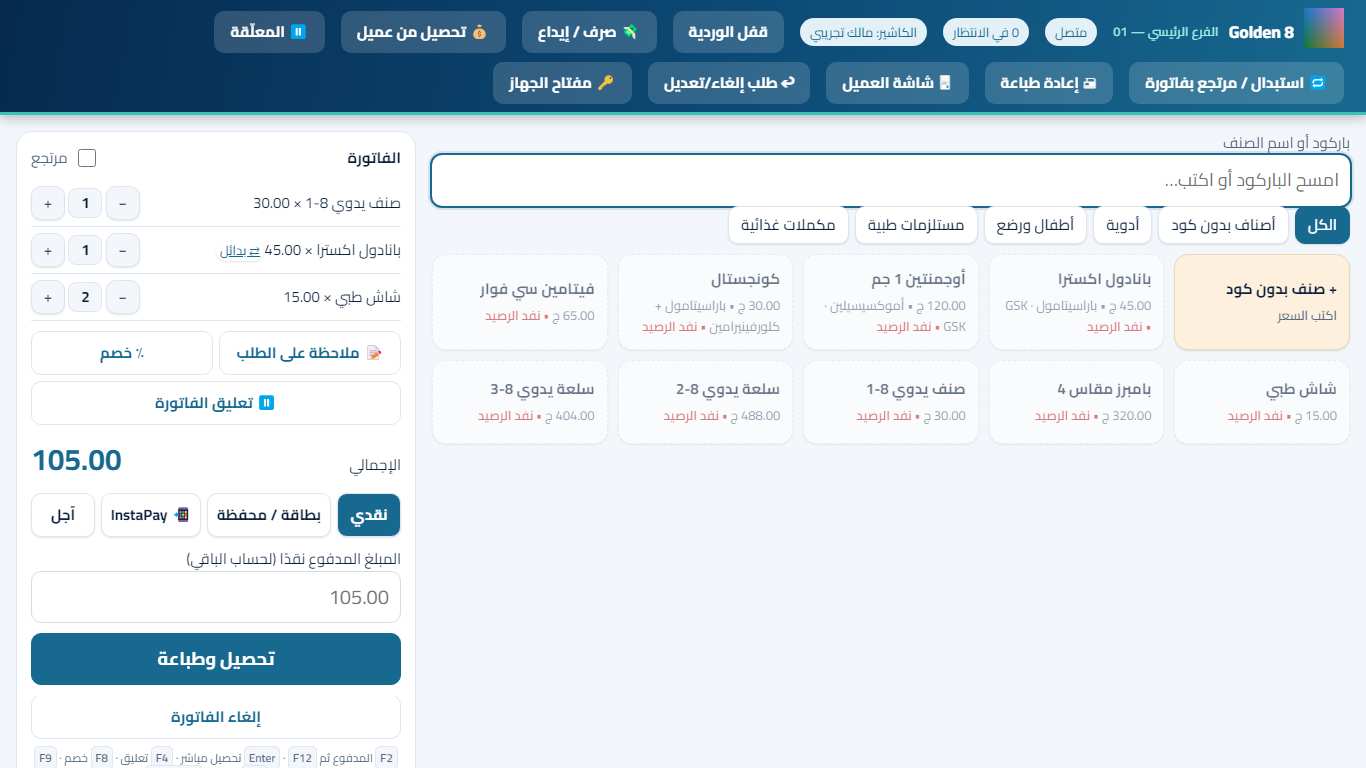 Golden 8 الفرع الرئيسي — 01 متصل 0 في الانتظار الكاشير: مالك تجريبي قفل الوردية صرف / إيداع تحصيل من عميل المعلّقة
استبدال / مرتجع بفاتورة إعادة طباعة شاشة العميل طلب إلغاء/تعديل مفتاح الجهاز
باركود أو اسم الصنف
امسح الباركود أو اكتب...
الكل أصناف بدون كود أدوية أطفال ورضع مستلزمات طبية مكملات غذائية
+ صنف بدون كود
اكتب السعر
بانادول اكسترا
45.00 ج • باراسيتامول · GSK
• نفد الرصيد
أوجمنتين 1 جم
120.00 ج • أموكسيسيلين ·
GSK • نفد الرصيد
كونجستال
30.00 ج • باراسيتامول +
كلورفينيرامين • نفد الرصيد
فيتامين سي فوار
65.00 ج • نفد الرصيد
شاش طبي
15.00 ج • نفد الرصيد
بامبرز مقاس 4
320.00 ج • نفد الرصيد
صنف يدوي 8-1
30.00 ج • نفد الرصيد
سلعة يدوي 8-2
488.00 ج • نفد الرصيد
سلعة يدوي 8-3
404.00 ج • نفد الرصيد
الفاتورة مرتجع
صنف يدوي 8-1 × 30.00 − 1 +
بانادول اكسترا × 45.00 ⇄ بدائل − 1 +
شاش طبي × 15.00 − 2 +
ملاحظة على الطلب ٪ خصم
تعليق الفاتورة
الإجمالي 105.00
نقدي بطاقة / محفظة InstaPay آجل
المبلغ المدفوع نقدًا (لحساب الباقي)
105.00
تحصيل وطباعة
إلغاء الفاتورة
F2 المدفوع ثم Enter · F12 تحصيل مباشر · F4 تعليق · F8 خصم · F9